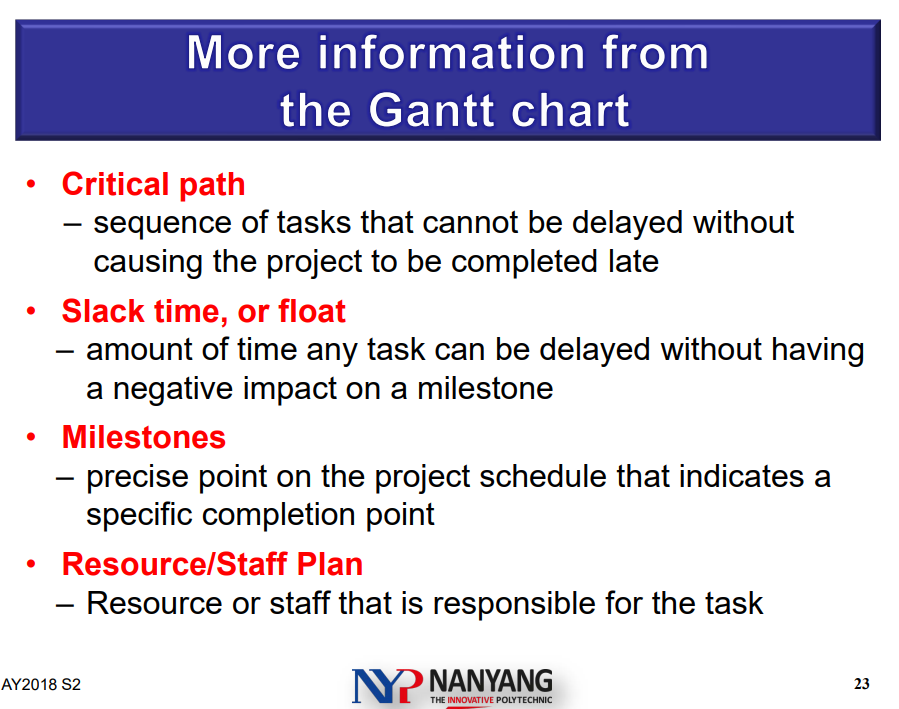 More information from
the Gantt chart
• Critical path
– sequence of tasks that cannot be delayed without
causing the project to be completed late
• Slack time, or float
– amount of time any task can be delayed without having
a negative impact on a milestone
• Milestones
– precise point on the project schedule that indicates a
specific completion point
• Resource/Staff Plan
– Resource or staff that is responsible for the task
AY2018 S2
NYP NANYANG
THE INNOVATIVE POLYTECHNIC
23